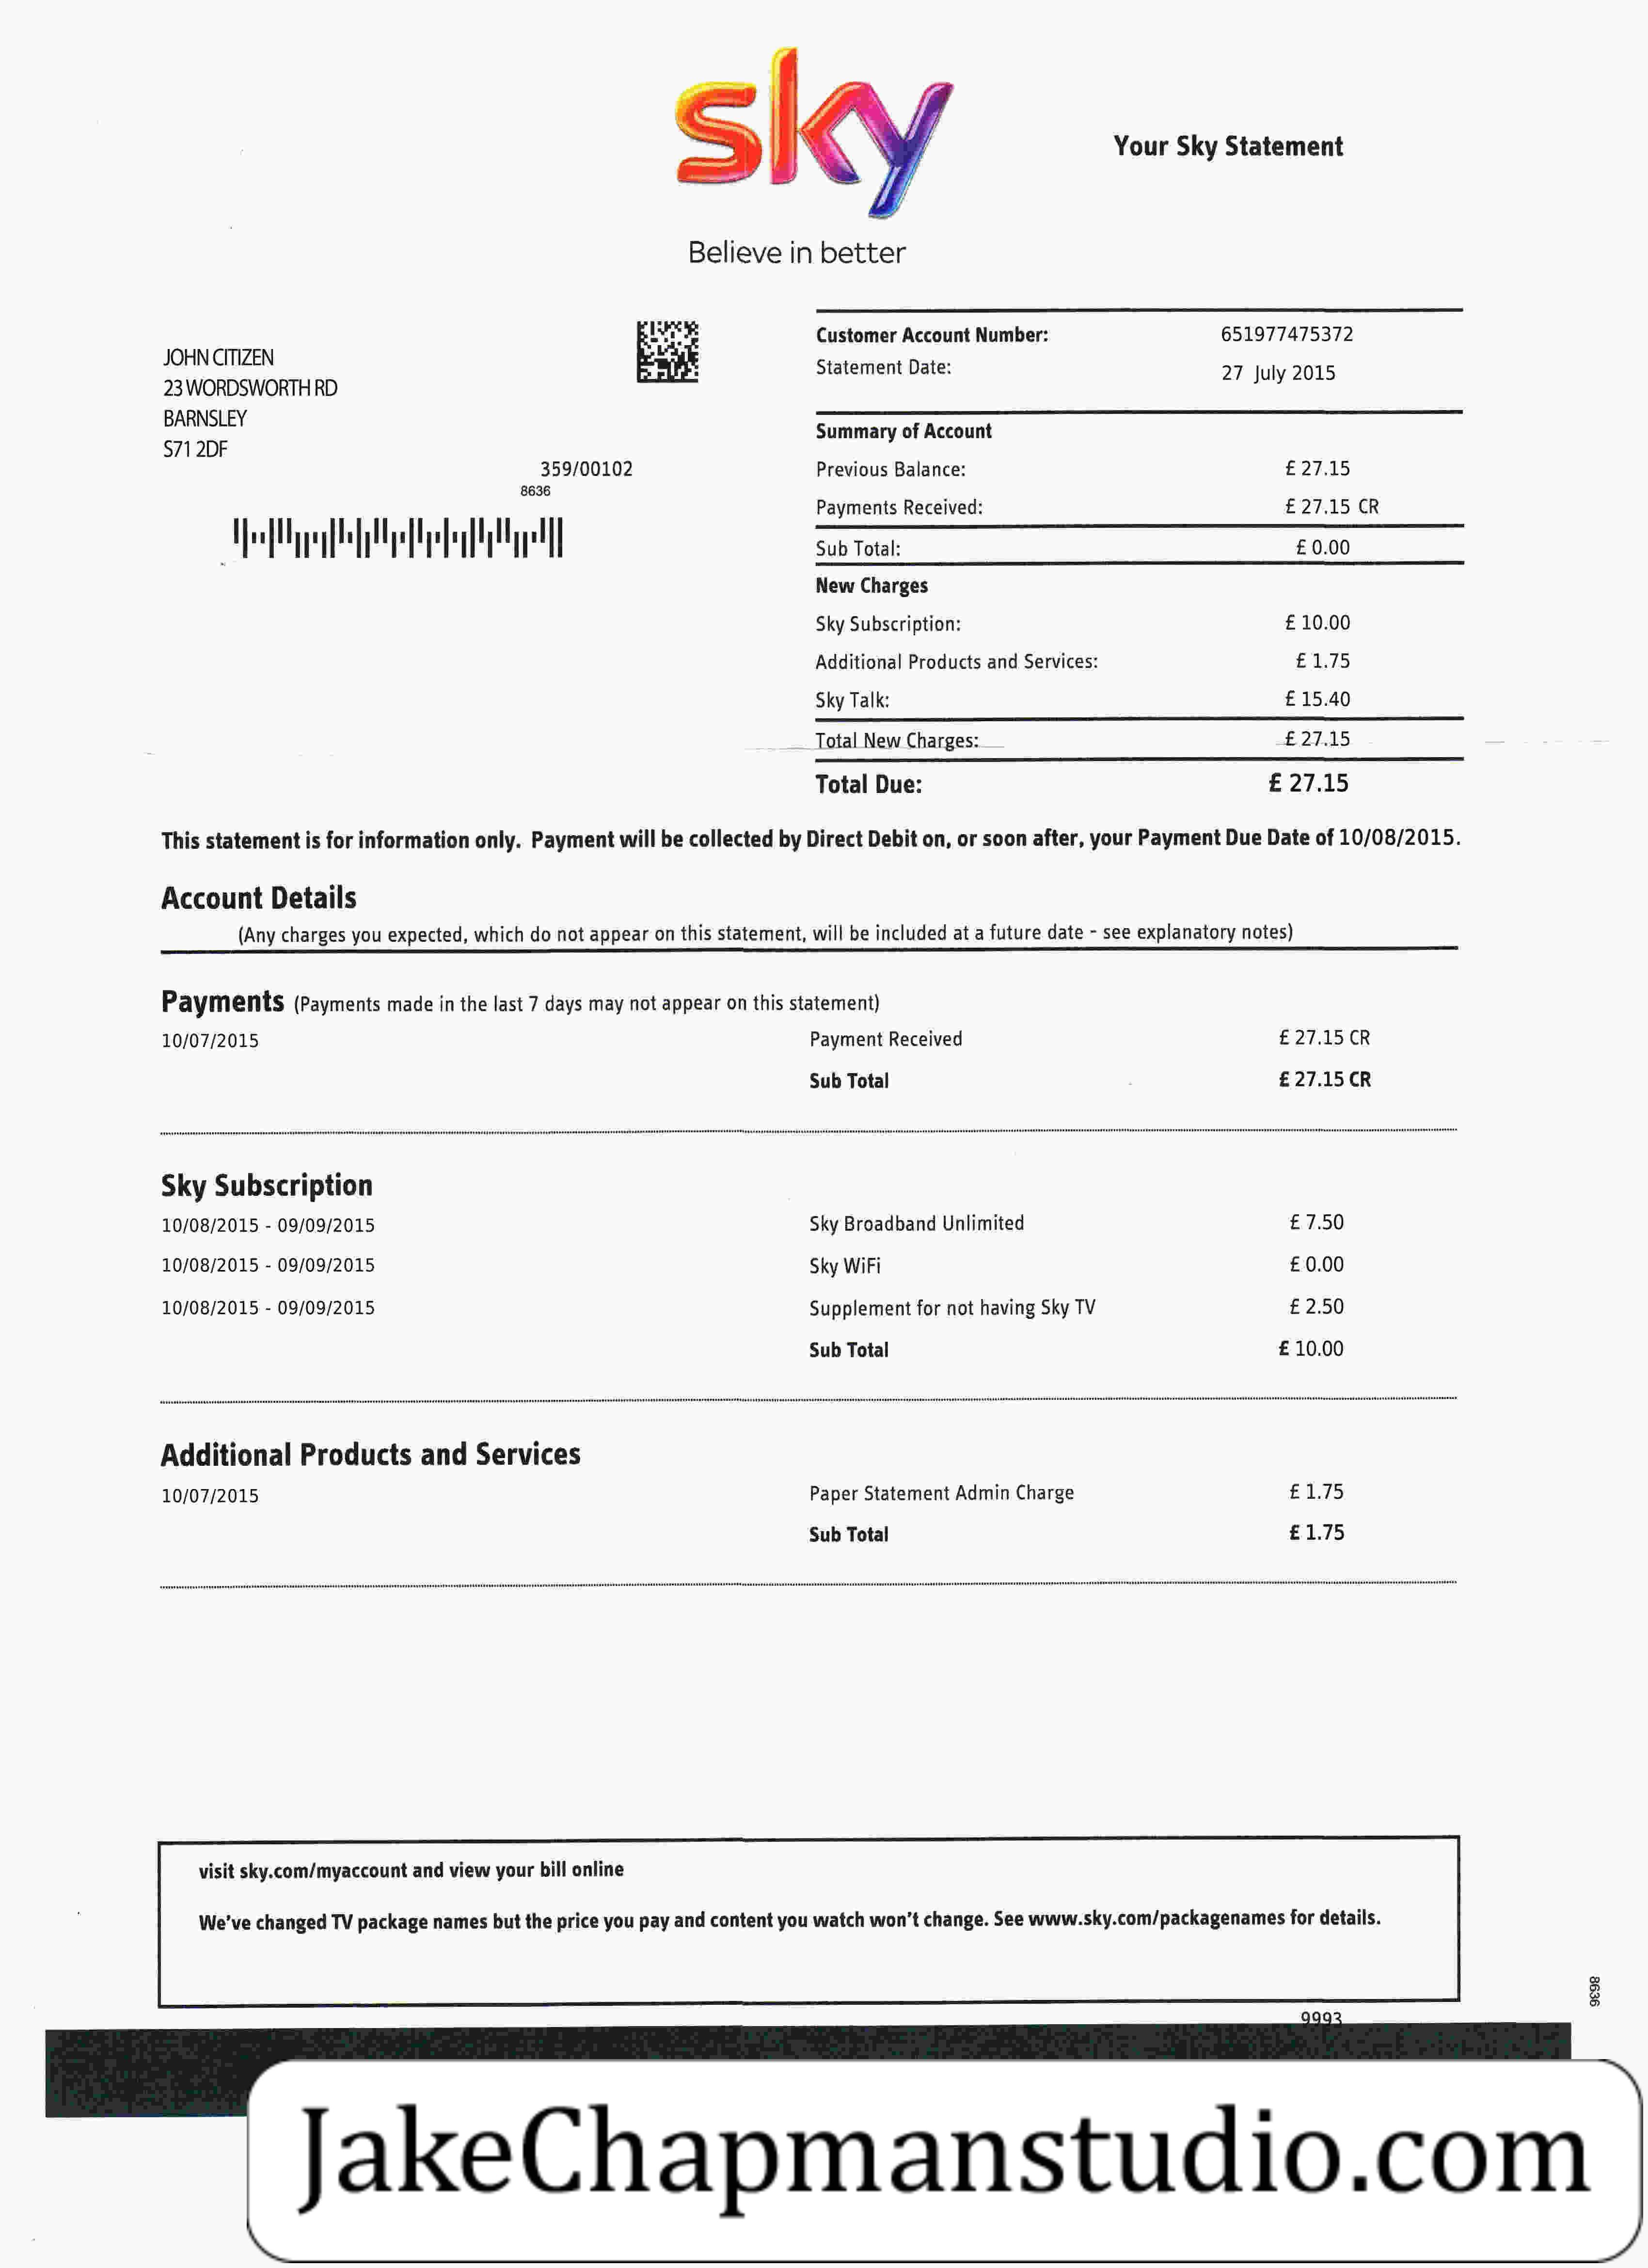 sky
Your Sky Statement
Believe in better
JOHN CITIZEN
23 WORDSWORTH RD
BARNSLEY
S71 2DF
359/00102
8636
Customer Account Number: 651977475372
Statement Date: 27 July 2015
Summary of Account
Previous Balance: £ 27.15
Payments Received: £ 27.15 CR
Sub Total: £ 0.00
New Charges
Sky Subscription: £ 10.00
Additional Products and Services: £ 1.75
Sky Talk: £ 15.40
Total New Charges: £ 27.15
Total Due: £ 27.15
This statement is for information only. Payment will be collected by Direct Debit on, or soon after, your Payment Due Date of 10/08/2015.
Account Details
(Any charges you expected, which do not appear on this statement, will be included at a future date - see explanatory notes)
Payments (Payments made in the last 7 days may not appear on this statement)
10/07/2015 Payment Received £ 27.15 CR
Sub Total £ 27.15 CR
Sky Subscription
10/08/2015 - 09/09/2015 Sky Broadband Unlimited £ 7.50
10/08/2015 - 09/09/2015 Sky WiFi £ 0.00
10/08/2015 - 09/09/2015 Supplement for not having Sky TV £ 2.50
Sub Total £ 10.00
Additional Products and Services
10/07/2015 Paper Statement Admin Charge £ 1.75
Sub Total £ 1.75
visit sky.com/myaccount and view your bill online
We've changed TV package names but the price you pay and content you watch won't change. See www.sky.com/packagenames for details.
8636
9993
JakeChapmanstudio.com